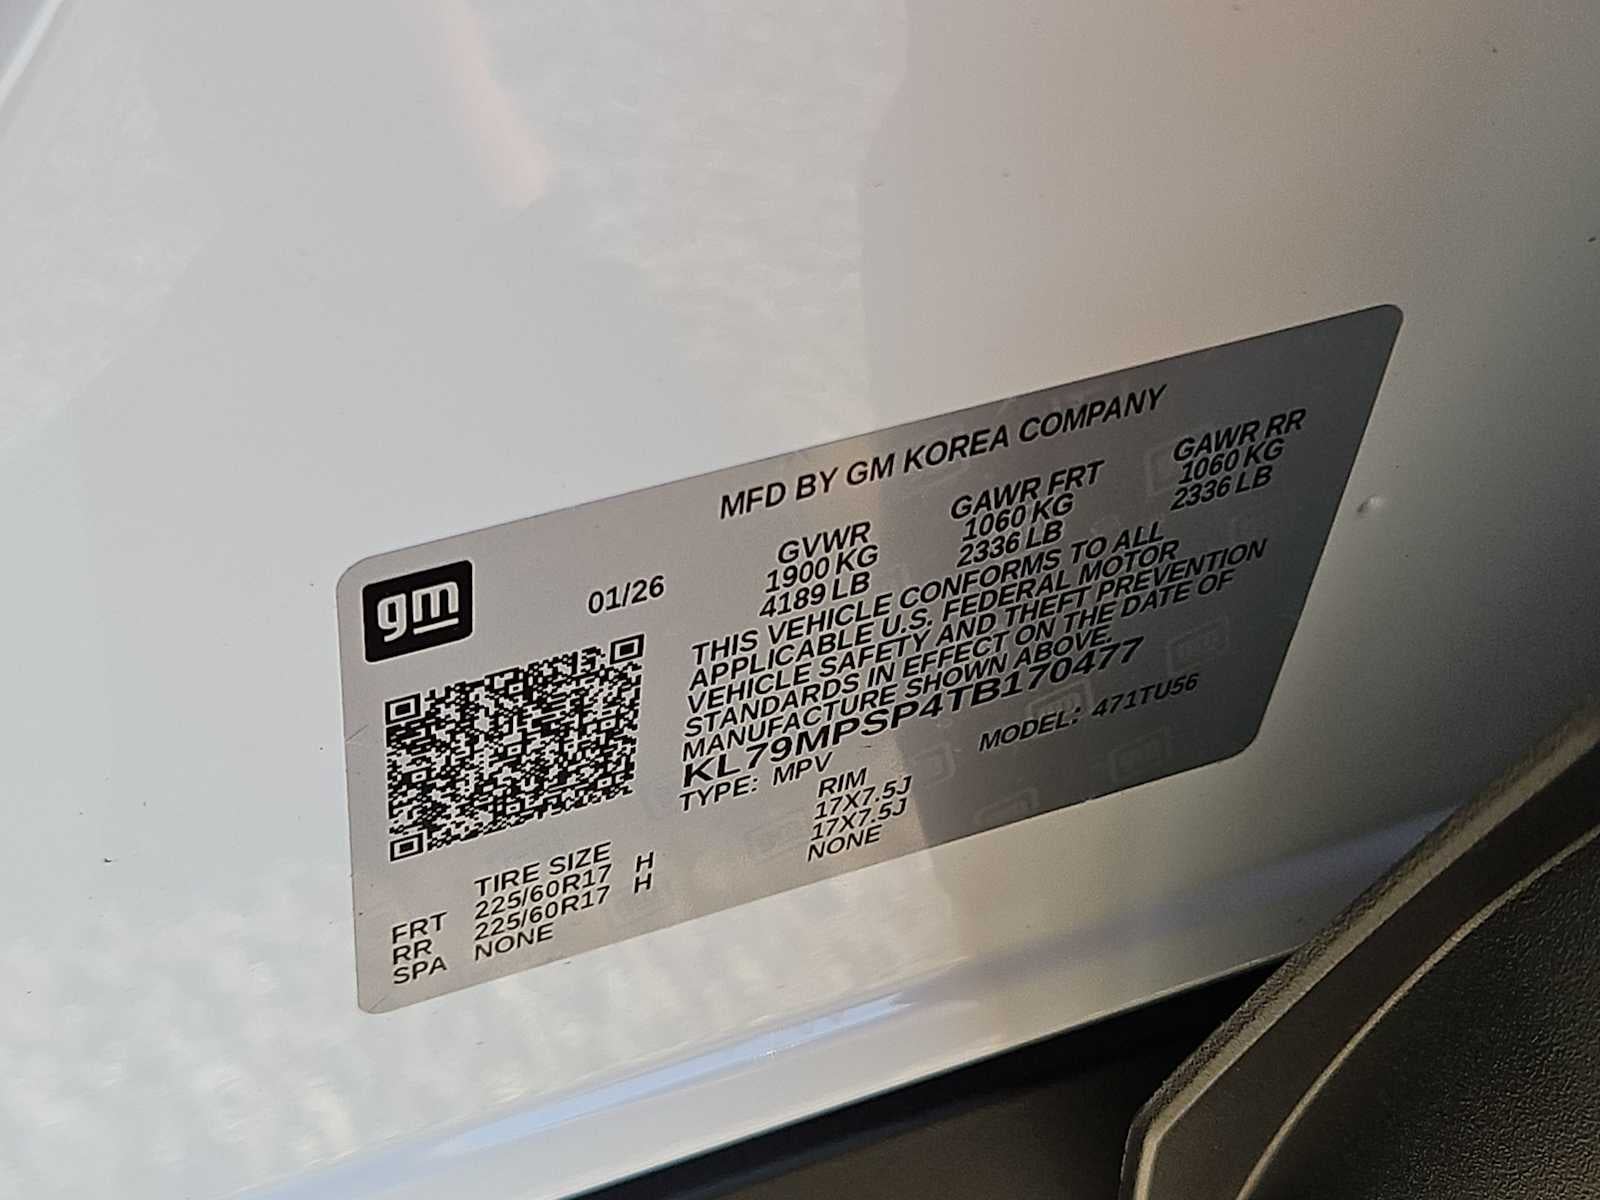 MFD BY GM KOREA COMPANY
gm
01/26
GVWR GAWR FRT GAWR RR
1900 KG 1060 KG 1060 KG
4189 LB 2336 LB 2336 LB
THIS VEHICLE CONFORMS TO ALL
APPLICABLE U.S. FEDERAL MOTOR
VEHICLE SAFETY AND THEFT PREVENTION
STANDARDS IN EFFECT ON THE DATE OF
MANUFACTURE SHOWN ABOVE.
KL79MPSP4TB170477
TYPE: MPV MODEL: 471TU56
TIRE SIZE RIM
FRT 225/60R17 H 17X7.5J
RR 225/60R17 H 17X7.5J
SPA NONE NONE